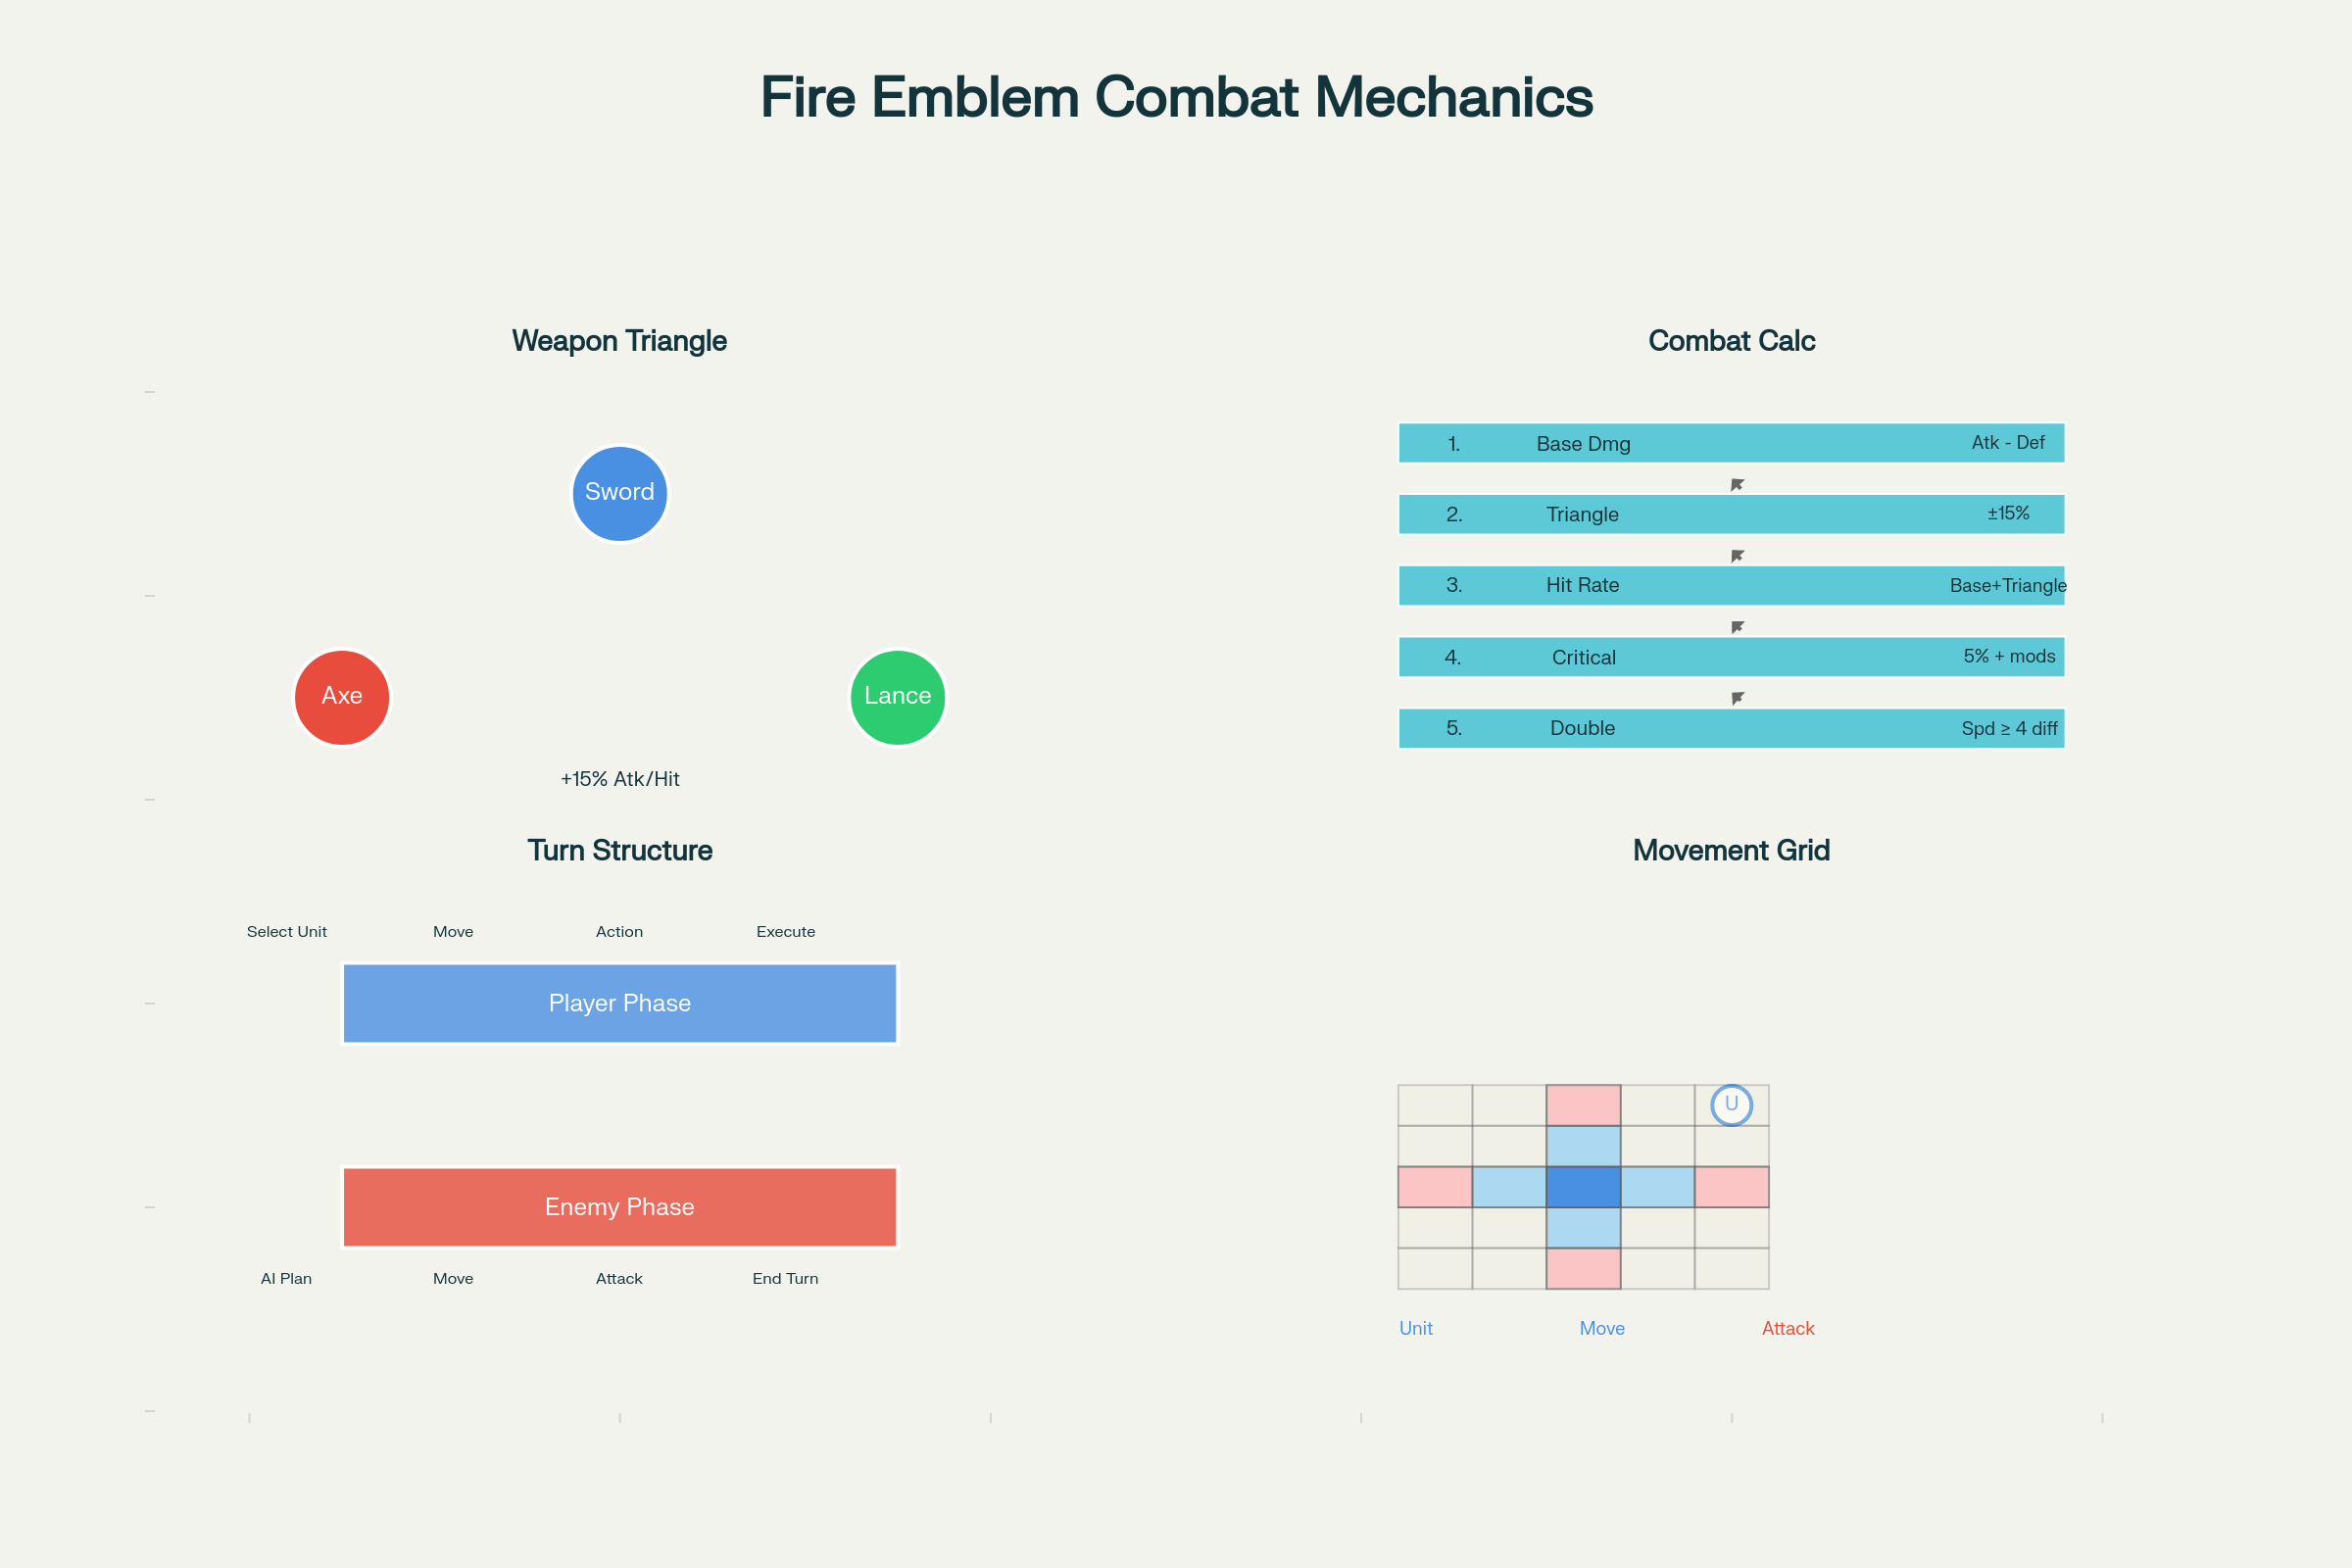 Fire Emblem Combat Mechanics
Weapon Triangle
Sword
Axe
Lance
+15% Atk/Hit
Combat Calc
1. Base Dmg Atk - Def
2. Triangle ±15%
3. Hit Rate Base+Triangle
4. Critical 5% + mods
5. Double Spd ≥ 4 diff
Turn Structure
Select Unit Move Action Execute
Player Phase
Enemy Phase
AI Plan Move Attack End Turn
Movement Grid
U
Unit Move Attack